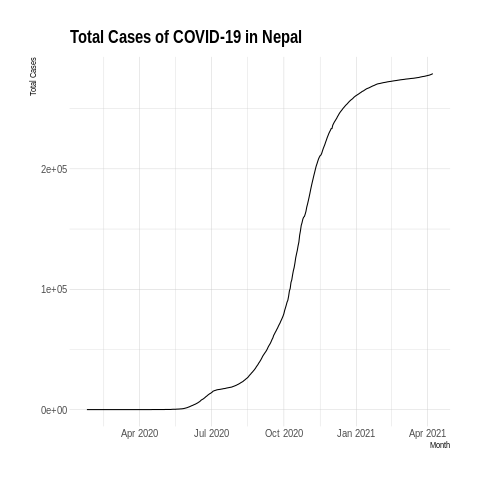 Total Cases of COVID-19 in Nepal
Total Cases
2e+05
1e+05
0e+00
Apr 2020 Jul 2020 Oct 2020 Jan 2021 Apr 2021
Month